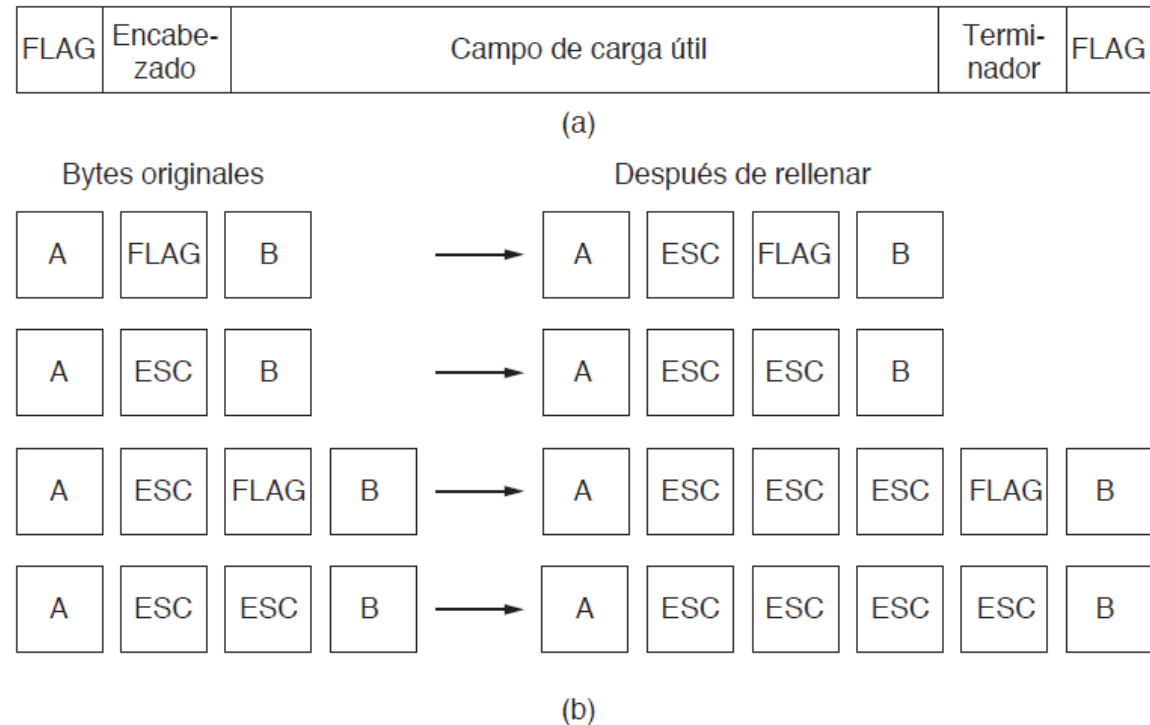 FLAG Encabe-zado Campo de carga útil Termi-nador FLAG
(a)
Bytes originales Después de rellenar
A FLAG B A ESC FLAG B
A ESC B A ESC ESC B
A ESC FLAG B A ESC ESC ESC FLAG B
A ESC ESC B A ESC ESC ESC ESC B
(b)